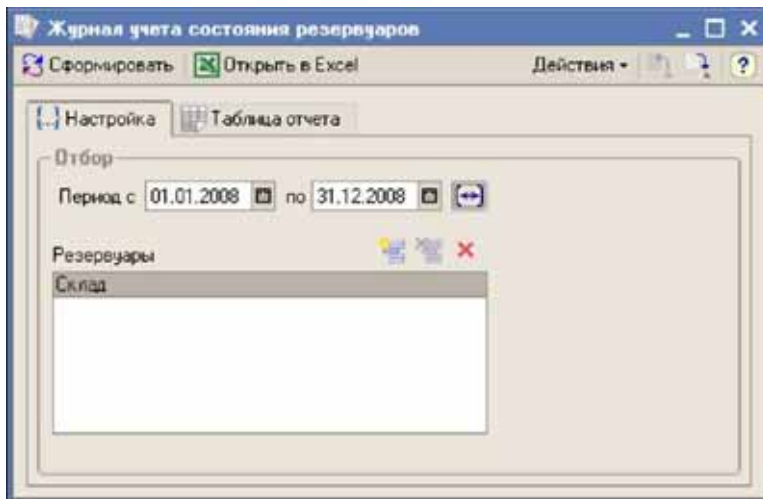 Журнал учета состояния резервуаров
Сформировать Открыть в Excel Действия
Настройка Таблица отчета
Отбор
Период с 01.01.2008 по 31.12.2008
Резервуары
Склад